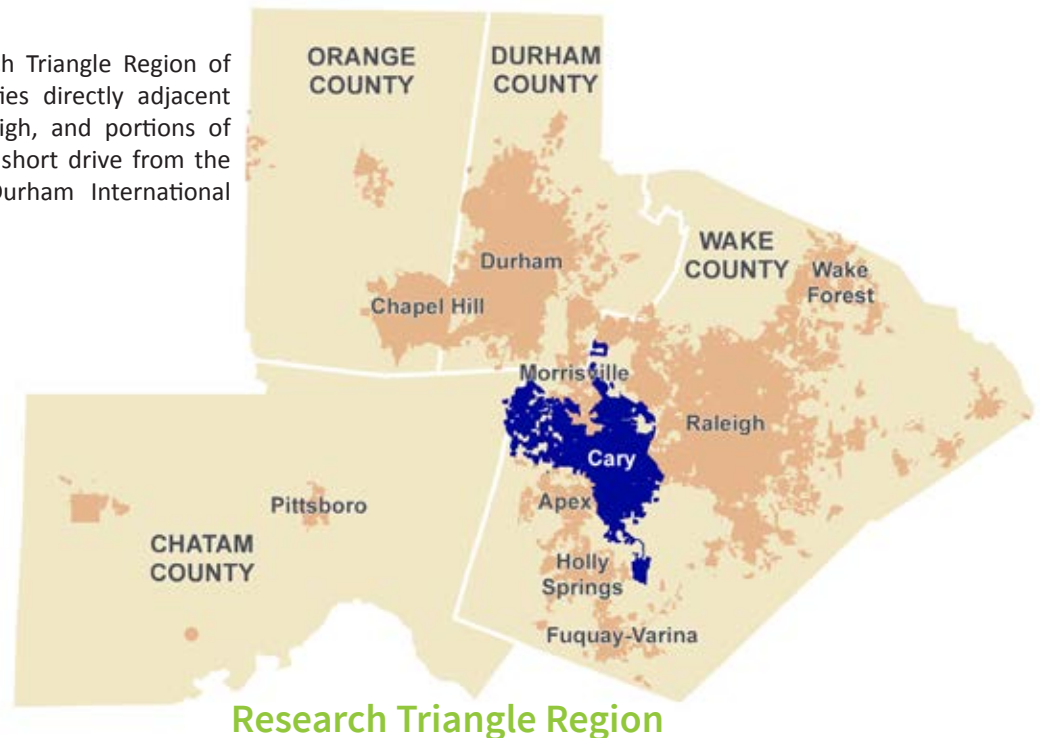 h Triangle Region of
ies directly adjacent
igh, and portions of
short drive from the
Durham International
ORANGE
COUNTY
DURHAM
COUNTY
WAKE
COUNTY
Wake
Forest
Durham
Chapel Hill
Morrisville
Raleigh
Cary
Apex
Pittsboro
CHATAM
COUNTY
Holly
Springs
Fuquay-Varina
Research Triangle Region